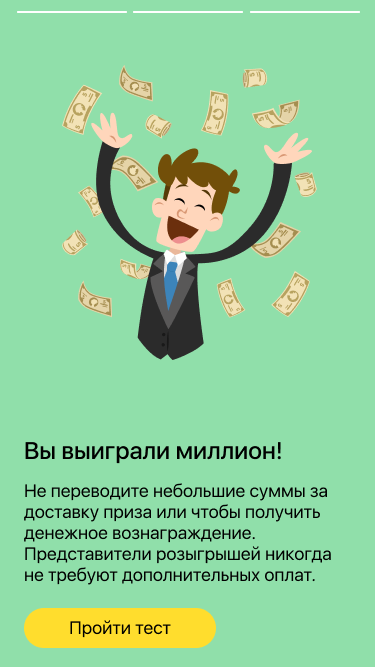 Вы выиграли миллион!
Не переводите небольшие суммы за
доставку приза или чтобы получить
денежное вознаграждение.
Представители розыгрышей никогда
не требуют дополнительных оплат.
Пройти тест